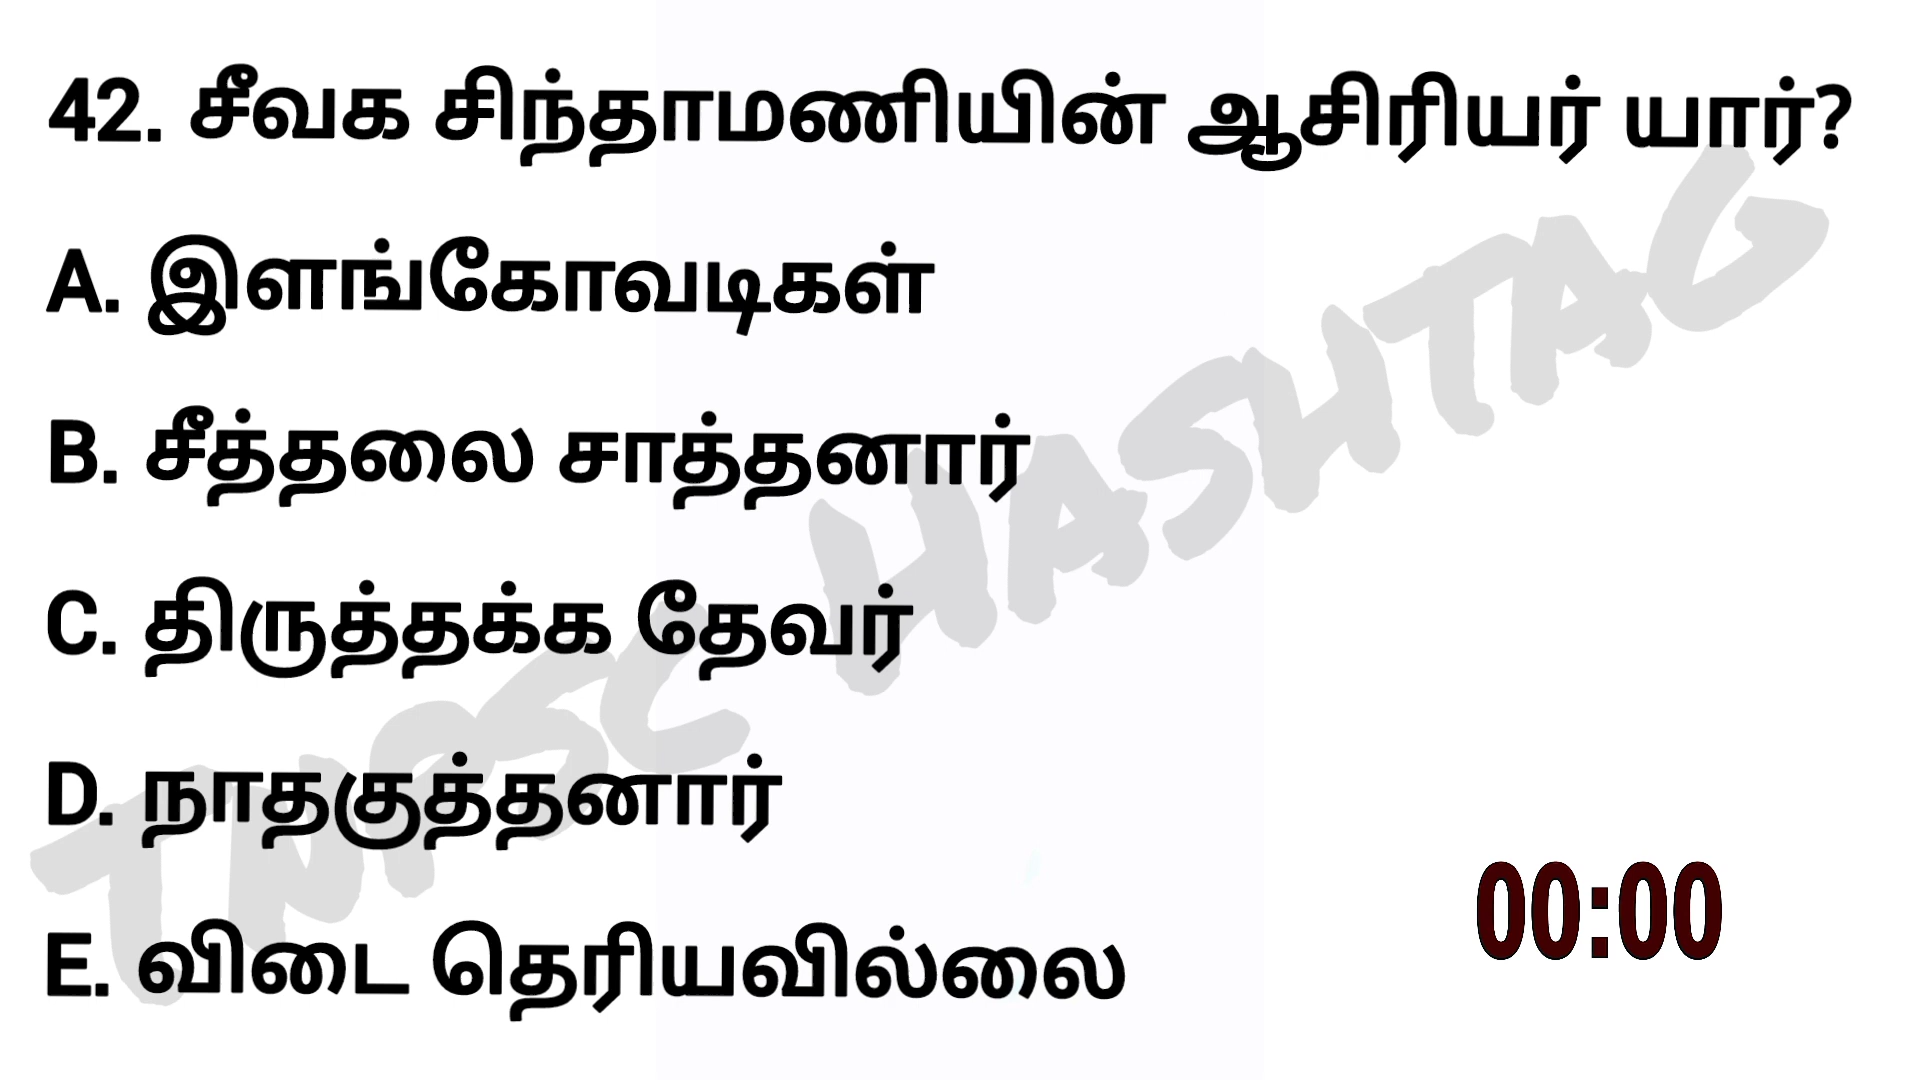 42. சீவக சிந்தாமணியின் ஆசிரியர் யார்?
A. இளங்கோவடிகள்
B. சீத்தலை சாத்தனார்
C. திருத்தக்க தேவர்
D. நாதகுத்தனார்
E. விடை தெரியவில்லை
00:00
TNPSC HASHTAG